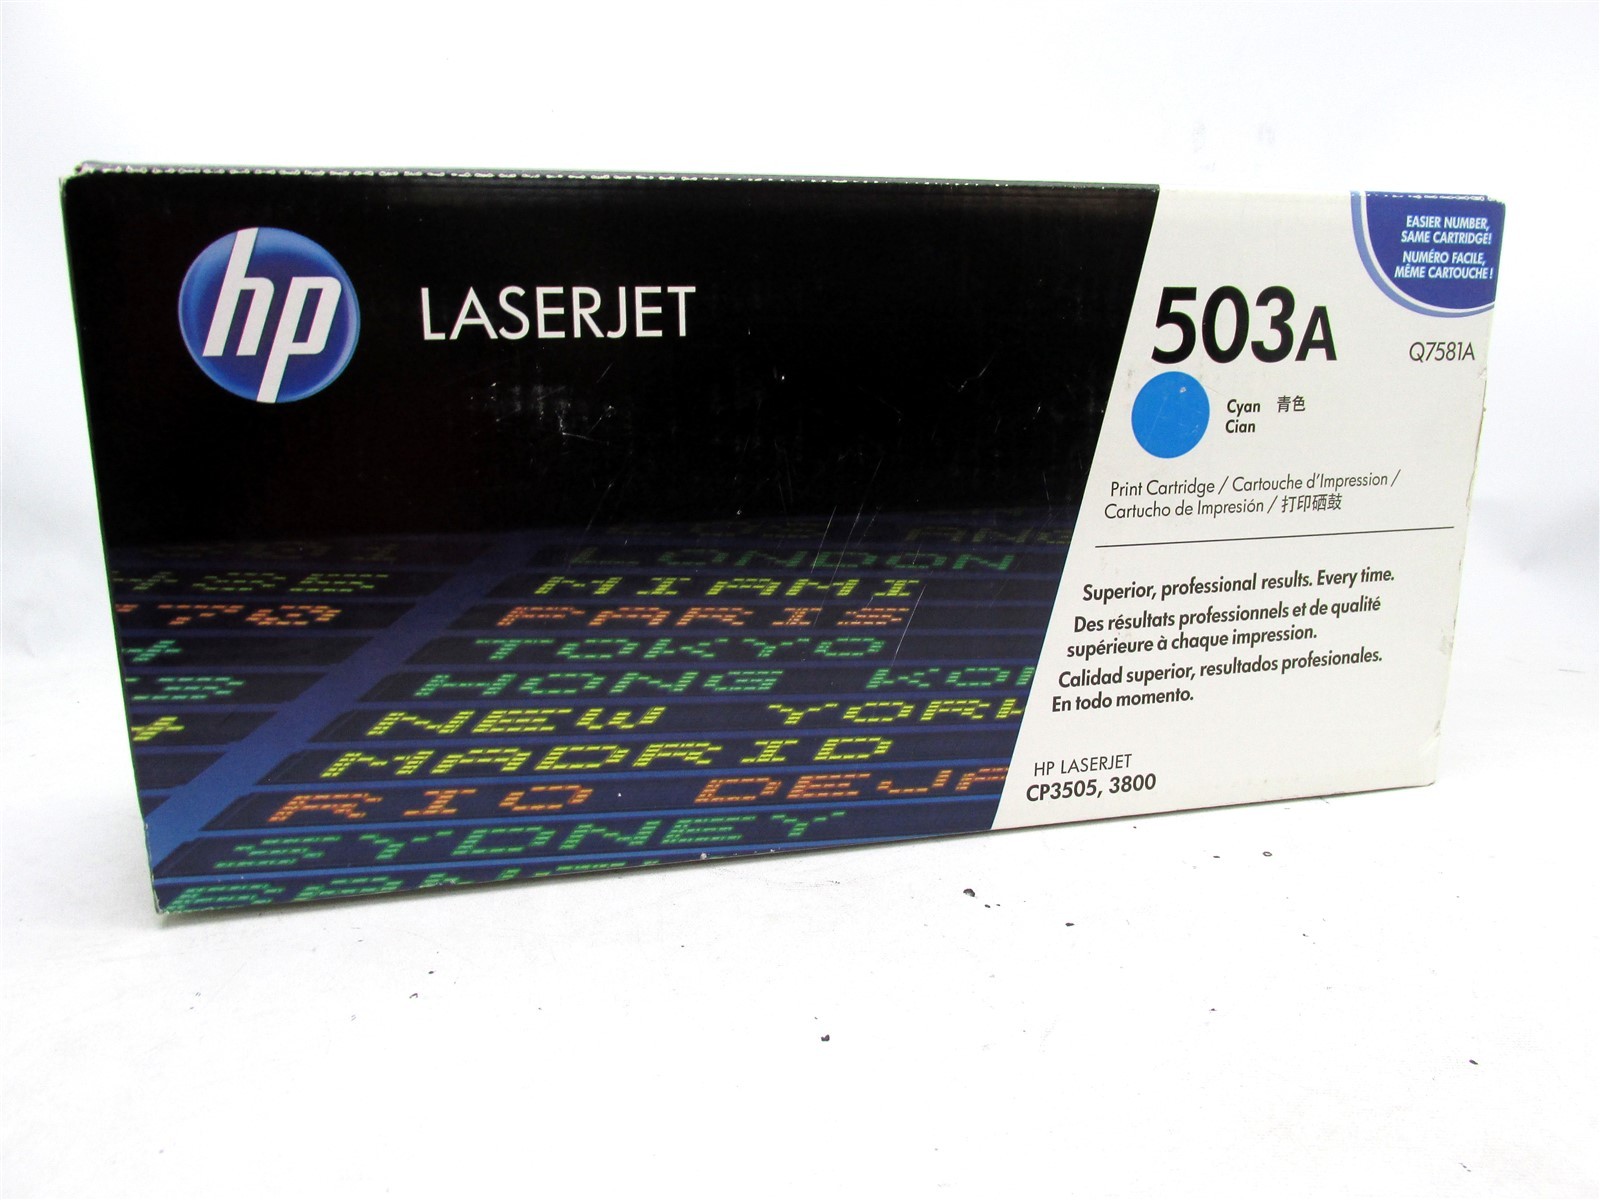 hp
LASERJET
EASIER NUMBER,
SAME CARTRIDGE!
NUMÉRO FACILE,
MÊME CARTOUCHE !
503A
Q7581A
Cyan 青色
Cian
Print Cartridge / Cartouche d'Impression /
Cartucho de Impresión / 打印硒鼓
Superior, professional results. Every time.
Des résultats professionnels et de qualité
supérieure à chaque impression.
Calidad superior, resultados profesionales.
En todo momento.
HP LASERJET
CP3505, 3800
LONDON
MIAMI
PARIS
TOKYO
HONG KO
NEW YORK
MADRID
RIO DEJA
SYDNEY